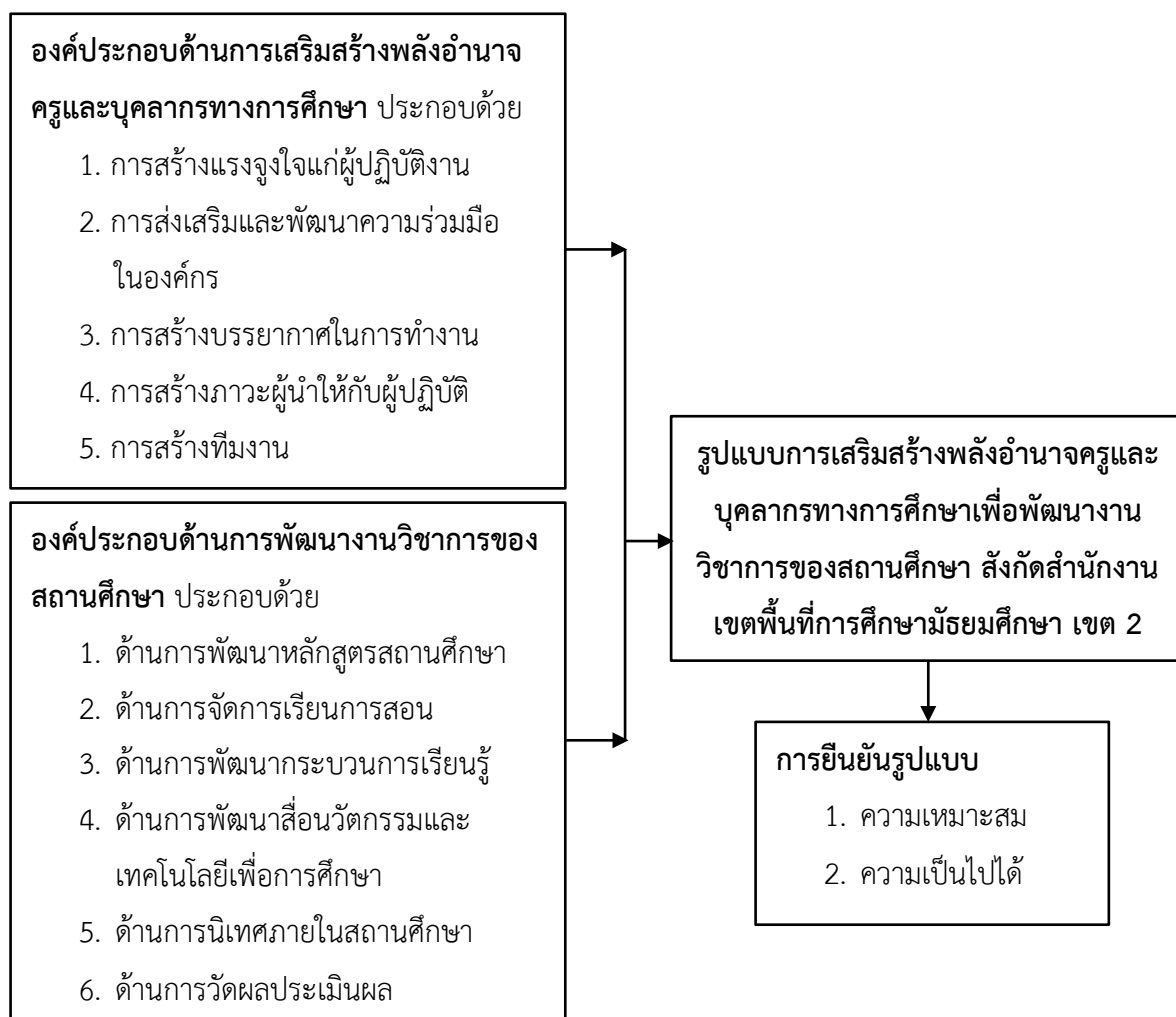 องค์ประกอบด้านการเสริมสร้างพลังอำนาจ
ครูและบุคลากรทางการศึกษา ประกอบด้วย
1. การสร้างแรงจูงใจแก่ผู้ปฏิบัติงาน
2. การส่งเสริมและพัฒนาความร่วมมือ
ในองค์กร
3. การสร้างบรรยากาศในการทำงาน
4. การสร้างภาวะผู้นำให้กับผู้ปฏิบัติ
5. การสร้างทีมงาน
องค์ประกอบด้านการพัฒนางานวิชาการของ
สถานศึกษา ประกอบด้วย
1. ด้านการพัฒนาหลักสูตรสถานศึกษา
2. ด้านการจัดการเรียนการสอน
3. ด้านการพัฒนากระบวนการเรียนรู้
4. ด้านการพัฒนาสื่อนวัตกรรมและ
เทคโนโลยีเพื่อการศึกษา
5. ด้านการนิเทศภายในสถานศึกษา
6. ด้านการวัดผลประเมินผล
รูปแบบการเสริมสร้างพลังอำนาจครูและ
บุคลากรทางการศึกษาเพื่อพัฒนางาน
วิชาการของสถานศึกษา สังกัดสำนักงาน
เขตพื้นที่การศึกษามัธยมศึกษา เขต 2
การยืนยันรูปแบบ
1. ความเหมาะสม
2. ความเป็นไปได้